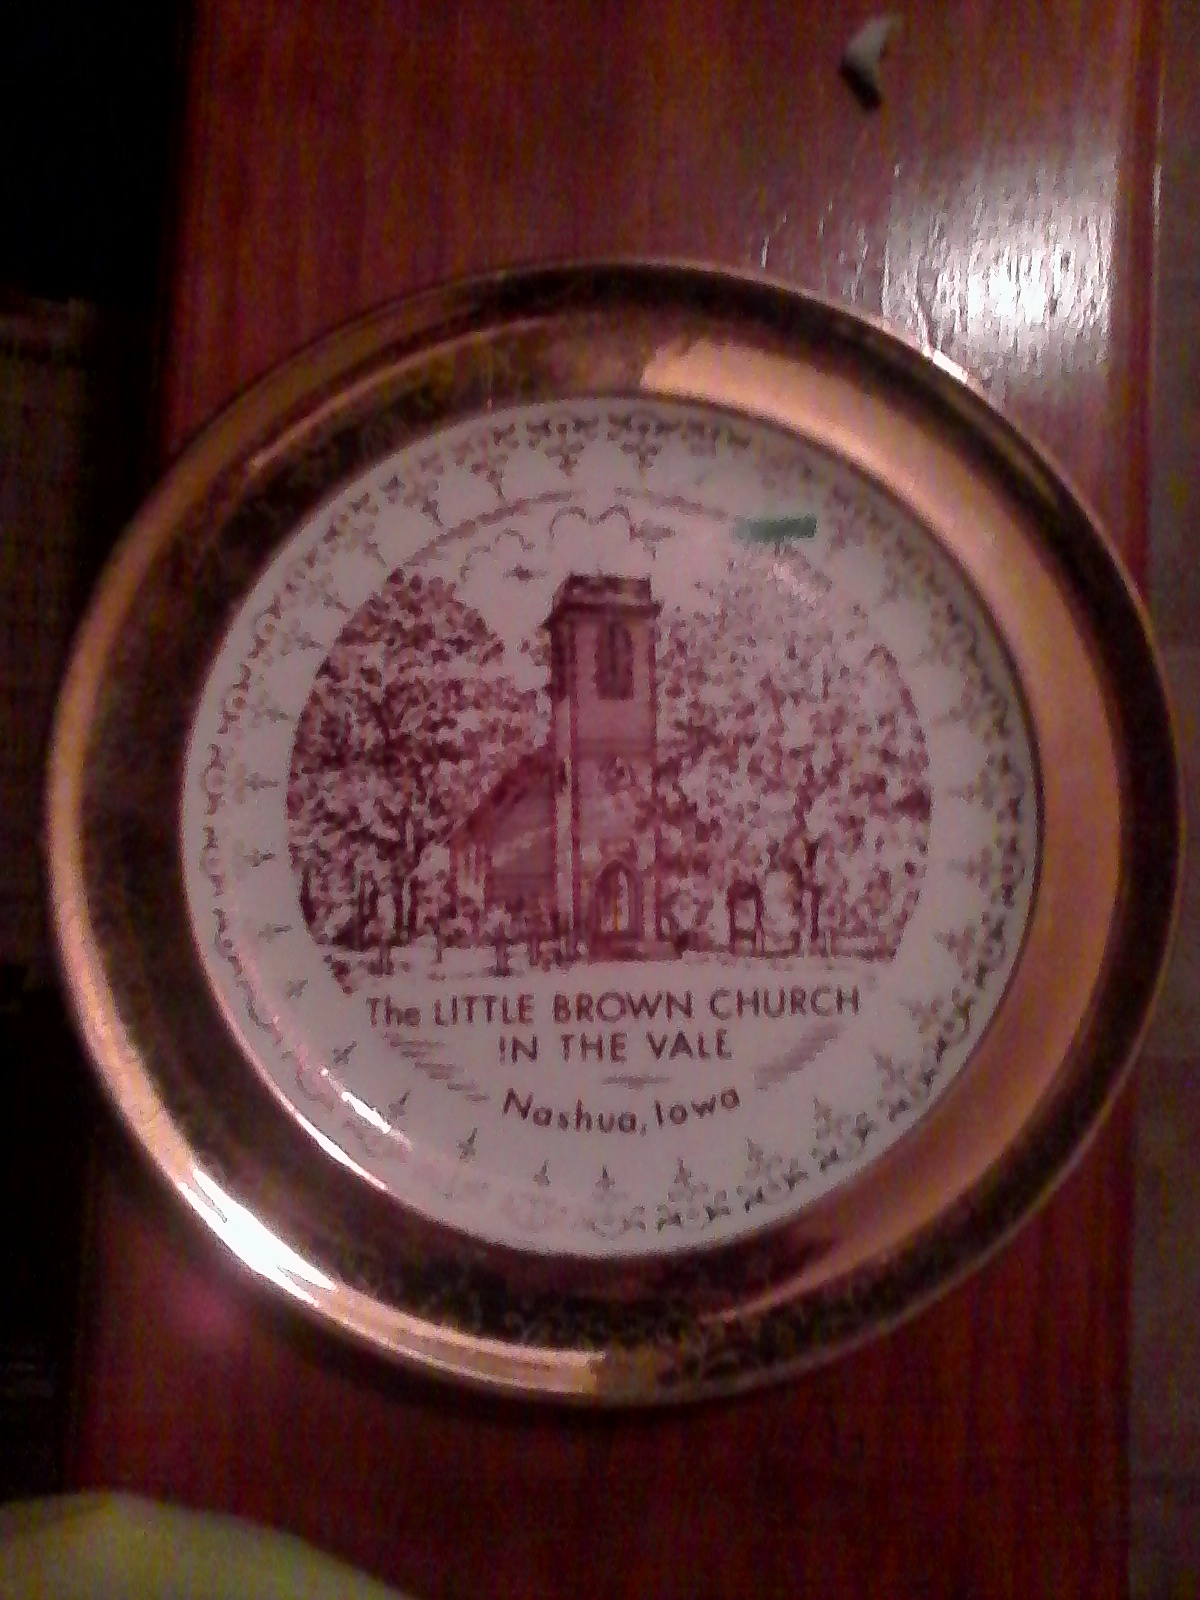 The LITTLE BROWN CHURCH
IN THE VALE
Nashua, Iowa